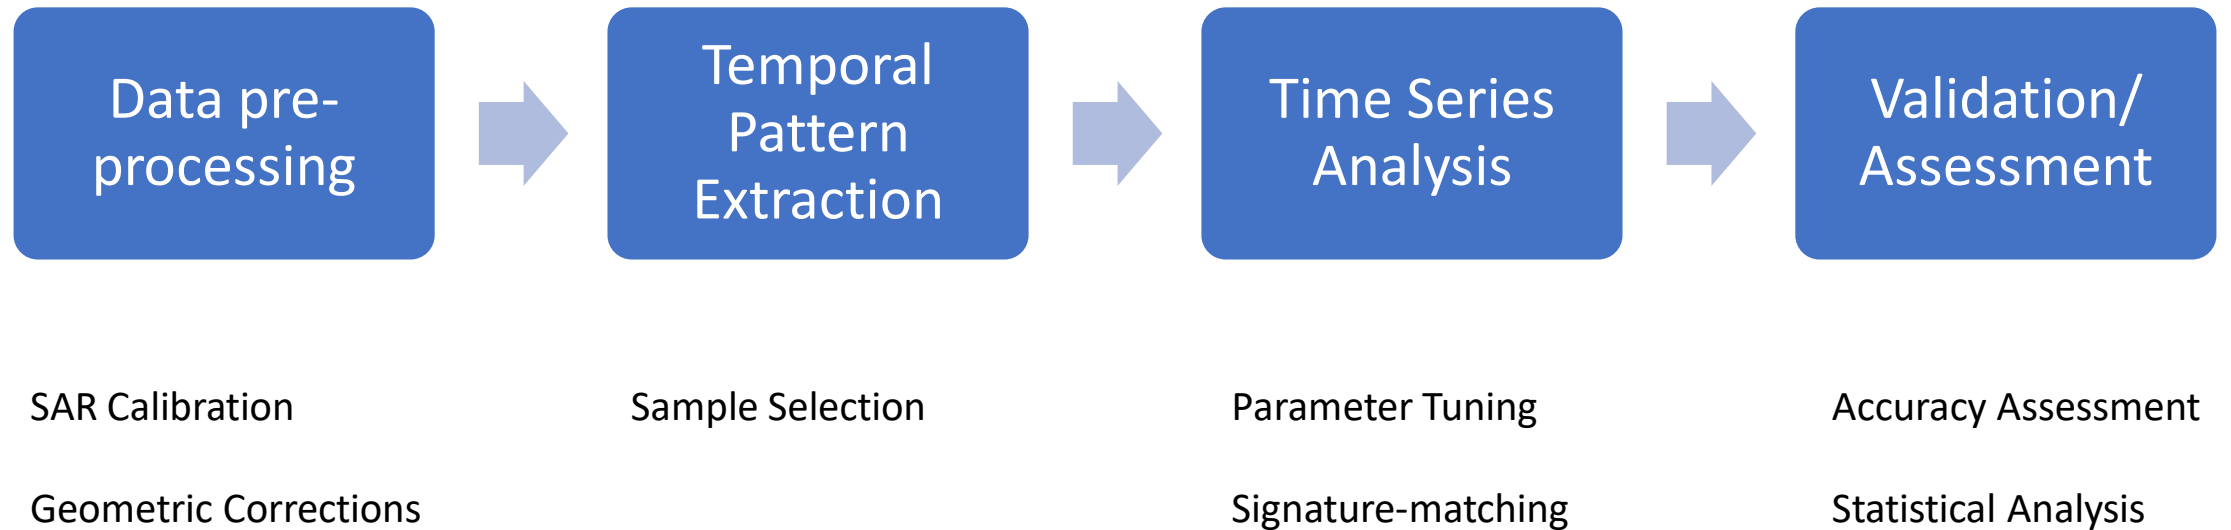 Data pre-
processing
Temporal
Pattern
Extraction
Time Series
Analysis
Validation/
Assessment
SAR Calibration
Sample Selection
Parameter Tuning
Accuracy Assessment
Geometric Corrections
Signature-matching
Statistical Analysis